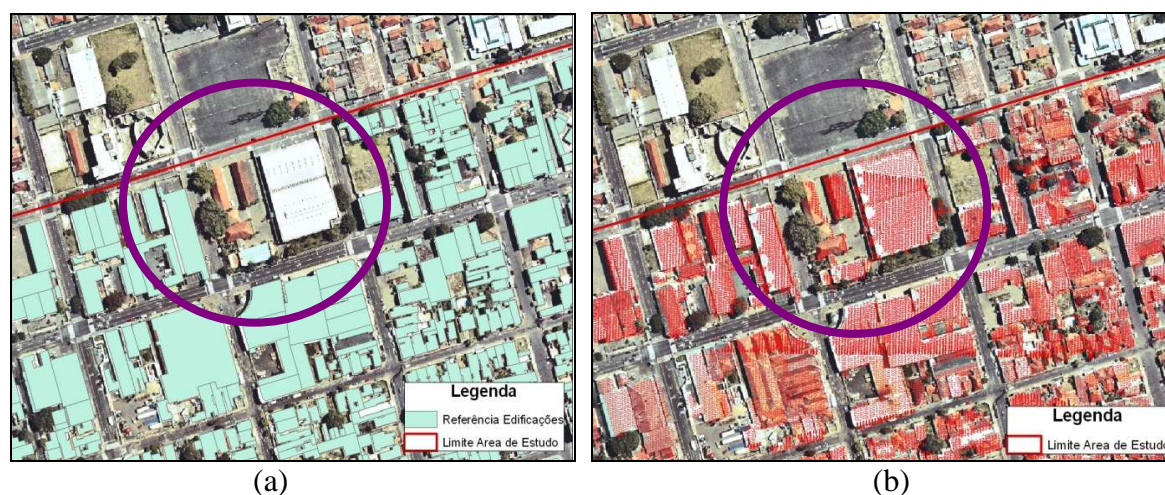 Legenda
Referência Edificações
Limite Area de Estudo
Legenda
Limite Area de Estudo
(a)
(b)